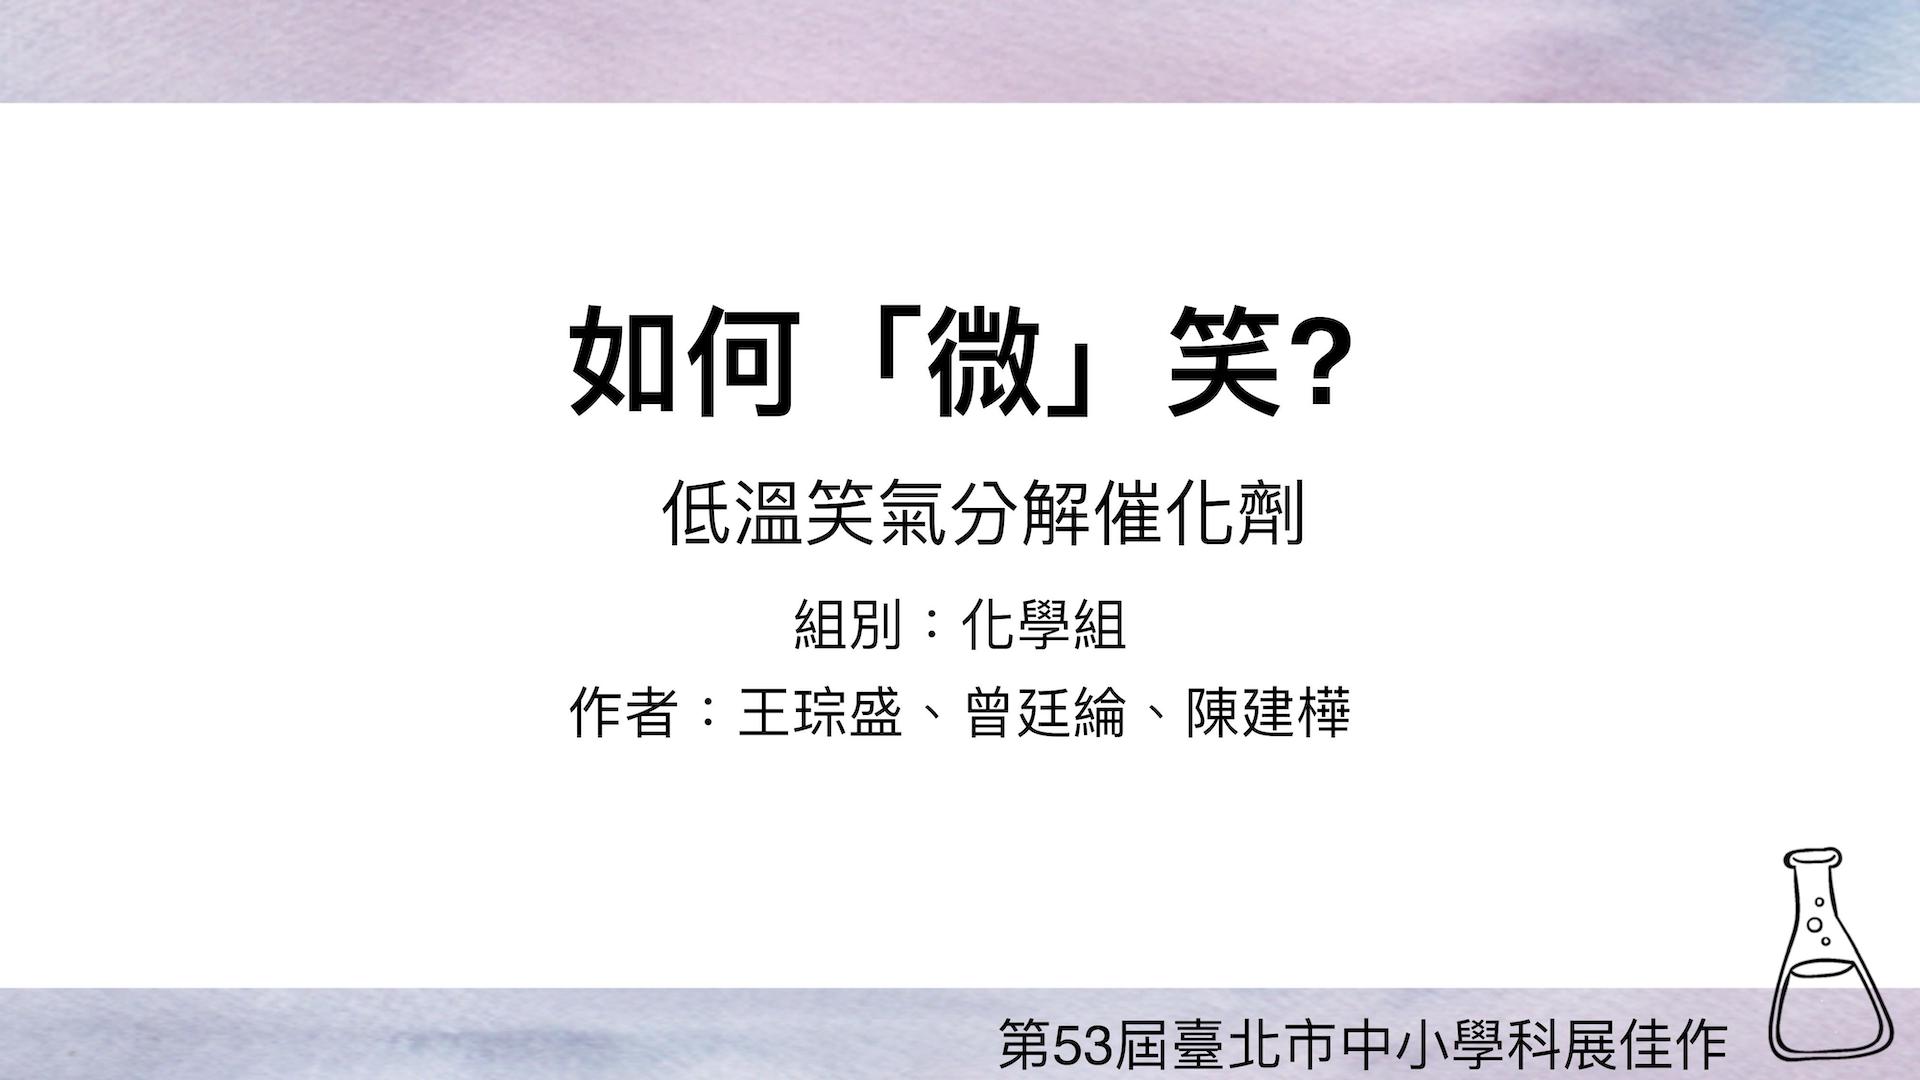 如何「微」笑?
低溫笑氣分解催化劑
組別：化學組
作者：王琮盛、曾廷綸、陳建樺
第53屆臺北市中小學科展佳作